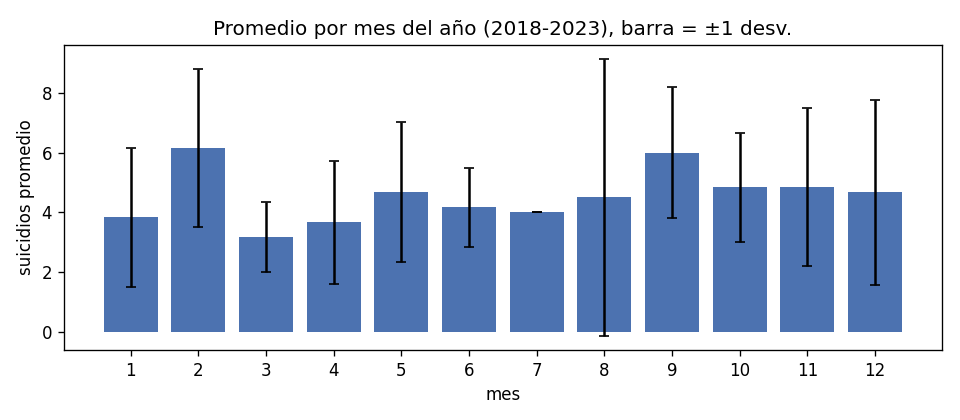 Promedio por mes del año (2018-2023), barra = ±1 desv.
suicidios promedio
8
6
4
2
0
1 2 3 4 5 6 7 8 9 10 11 12
mes